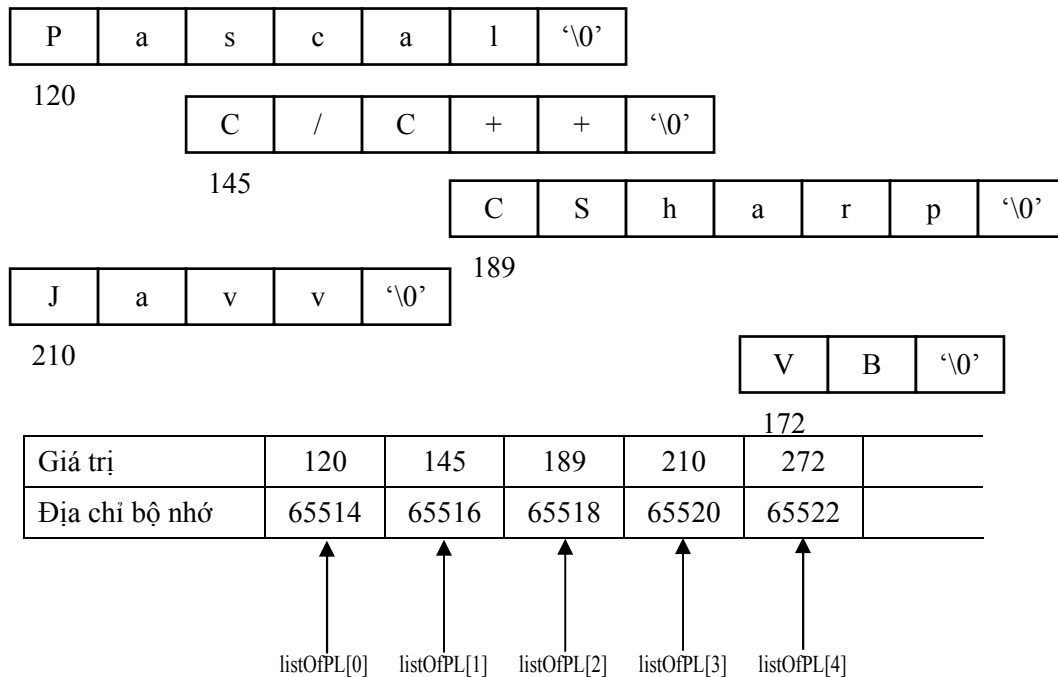 P a s c a l ‘\0’
120
C / C + + ‘\0’
145
C S h a r p ‘\0’
189
J a v v ‘\0’
210
V B ‘\0’
172
Giá trị 120 145 189 210 272
Địa chỉ bộ nhớ 65514 65516 65518 65520 65522
listOfPL[0] listOfPL[1] listOfPL[2] listOfPL[3] listOfPL[4]